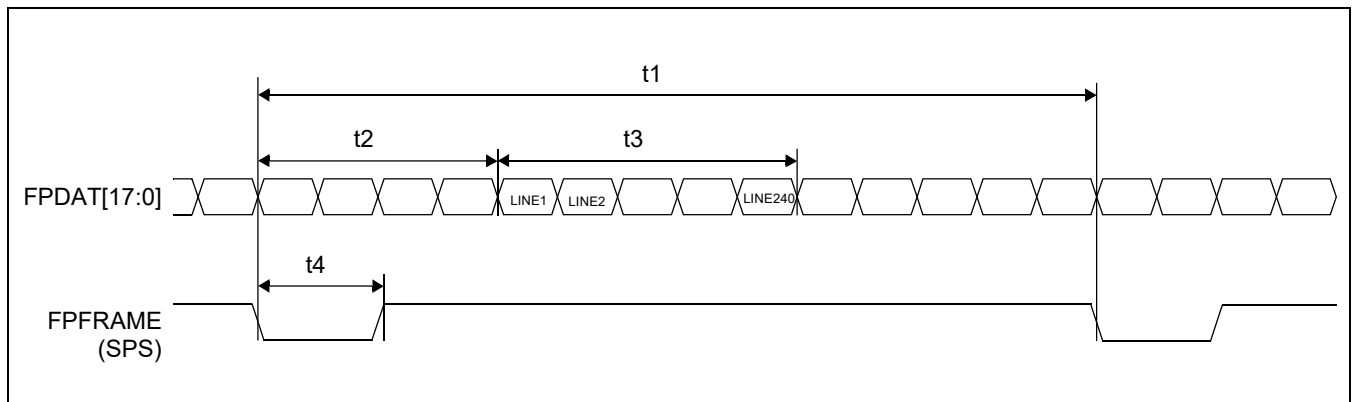 t1
t2
t3
FPDAT[17:0]
LINE1
LINE2
LINE240
t4
FPFRAME
(SPS)